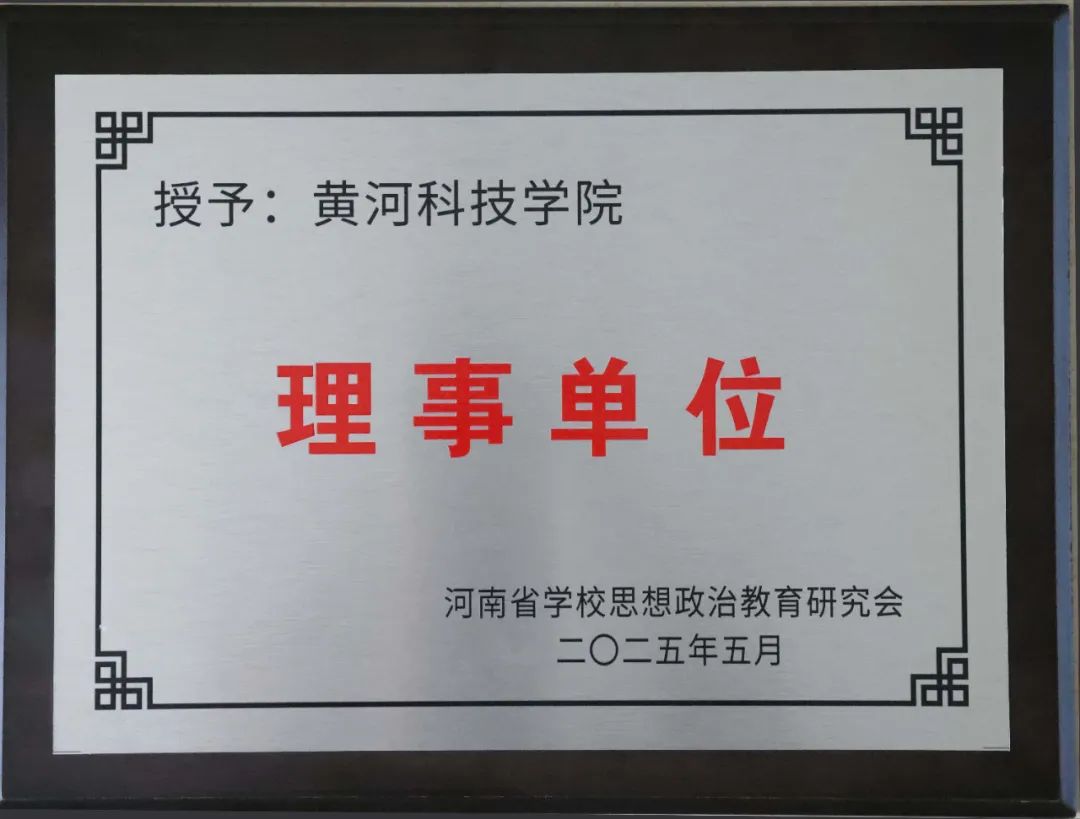 授予：黄河科技学院
理事单位
河南省学校思想政治教育研究会
二〇二五年五月